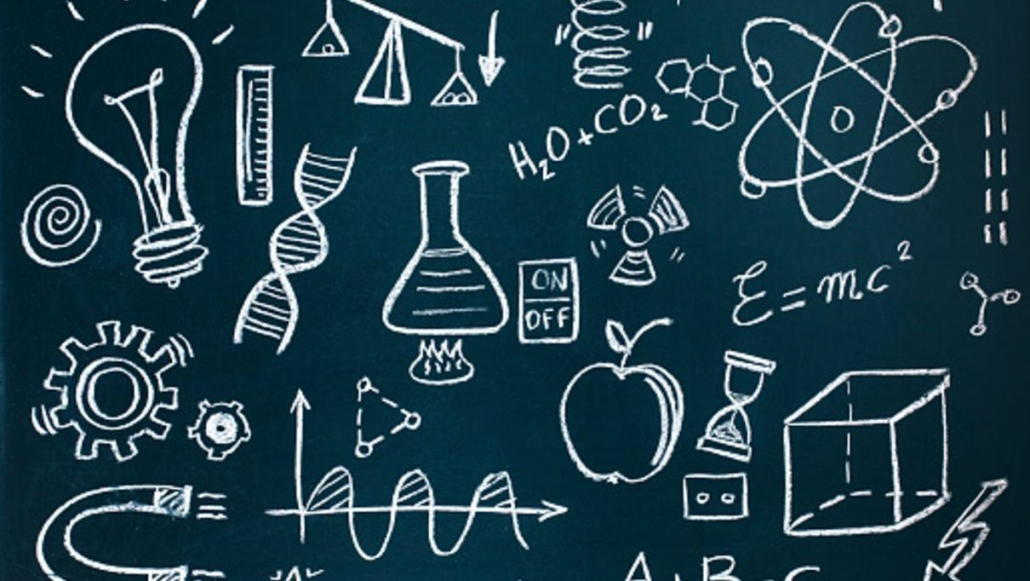 H₂O+CO₂
ON
OFF
E=mc²
A+B=C